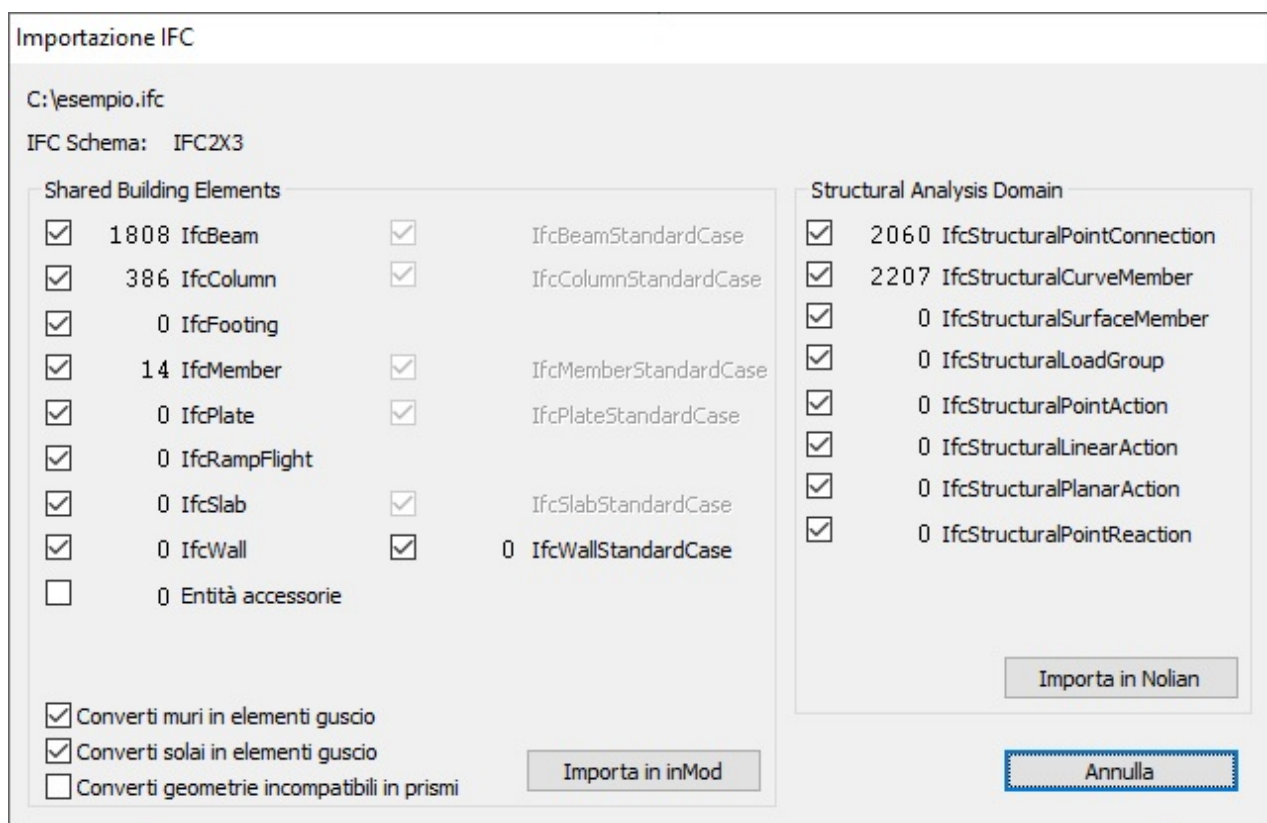 Importazione IFC
C:\esempio.ifc
IFC Schema: IFC2X3
Shared Building Elements
1808 IfcBeam IfcBeamStandardCase
386 IfcColumn IfcColumnStandardCase
0 IfcFooting
14 IfcMember IfcMemberStandardCase
0 IfcPlate IfcPlateStandardCase
0 IfcRampFlight
0 IfcSlab IfcSlabStandardCase
0 IfcWall 0 IfcWallStandardCase
0 Entità accessorie
Converti muri in elementi guscio
Converti solai in elementi guscio
Converti geometrie incompatibili in prismi
Importa in inMod
Structural Analysis Domain
2060 IfcStructuralPointConnection
2207 IfcStructuralCurveMember
0 IfcStructuralSurfaceMember
0 IfcStructuralLoadGroup
0 IfcStructuralPointAction
0 IfcStructuralLinearAction
0 IfcStructuralPlanarAction
0 IfcStructuralPointReaction
Importa in Nolian
Annulla